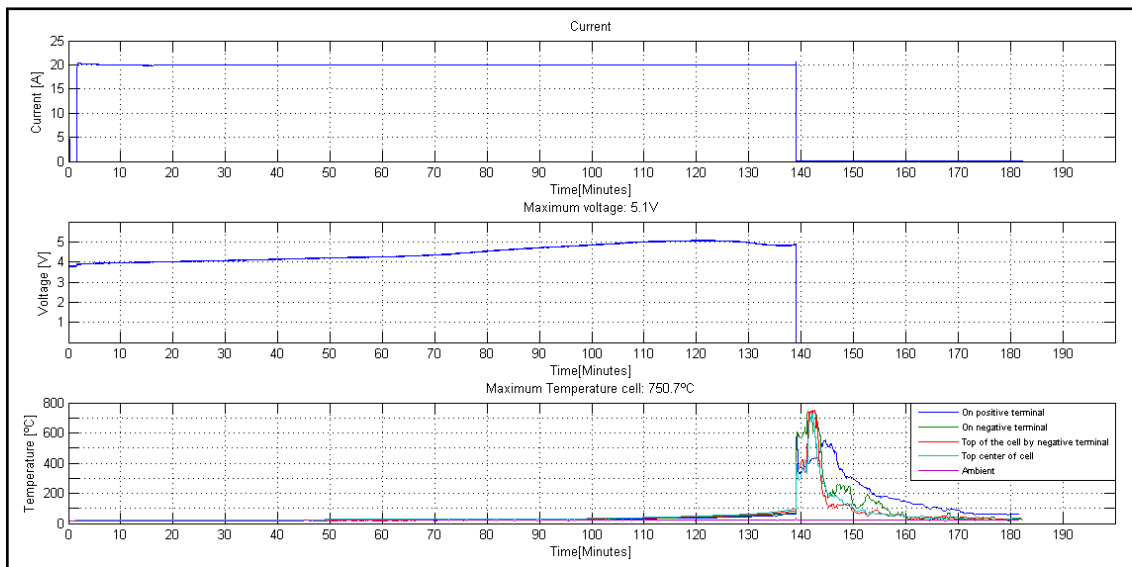 Current
25
20
15
10
5
0
Current [A]
0 10 20 30 40 50 60 70 80 90 100 110 120 130 140 150 160 170 180 190
Time[Minutes]
Maximum voltage: 5.1V
5
4
3
2
1
Voltage [V]
0 10 20 30 40 50 60 70 80 90 100 110 120 130 140 150 160 170 180 190
Time[Minutes]
Maximum Temperature cell: 750.7ºC
800
600
400
200
0
Temperature [ºC]
On positive terminal
On negative terminal
Top of the cell by negative terminal
Top center of cell
Ambient
0 10 20 30 40 50 60 70 80 90 100 110 120 130 140 150 160 170 180 190
Time[Minutes]